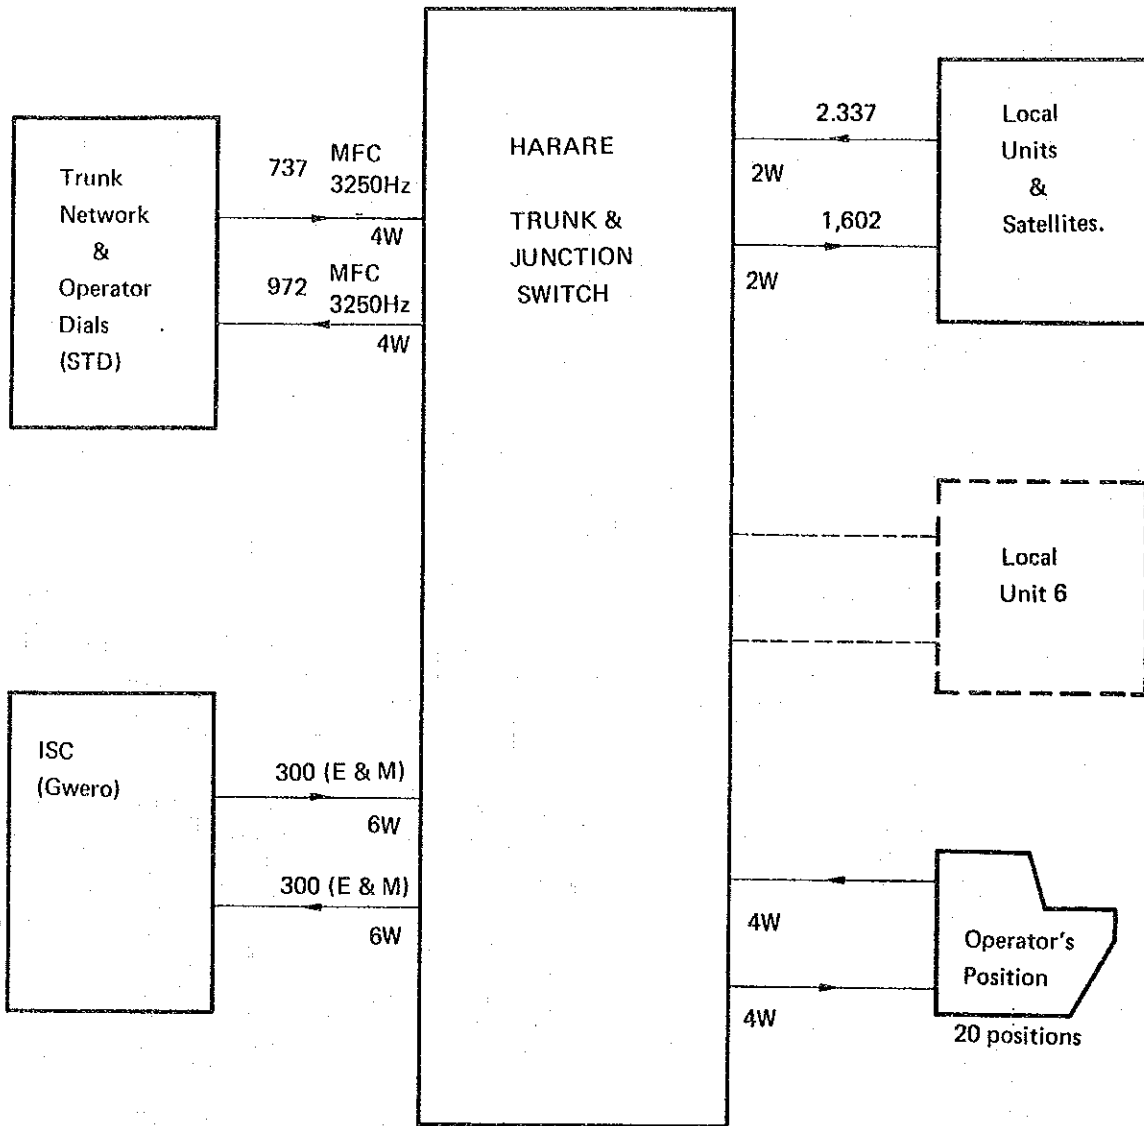 Trunk
Network
&
Operator
Dials
(STD)
737 MFC
3250Hz
4W
972 MFC
3250Hz
4W
ISC
(Gwero)
300 (E & M)
6W
300 (E & M)
6W
HARARE
TRUNK &
JUNCTION
SWITCH
2.337
2W
1,602
2W
Local
Units
&
Satellites.
Local
Unit 6
4W
4W
Operator's
Position
20 positions